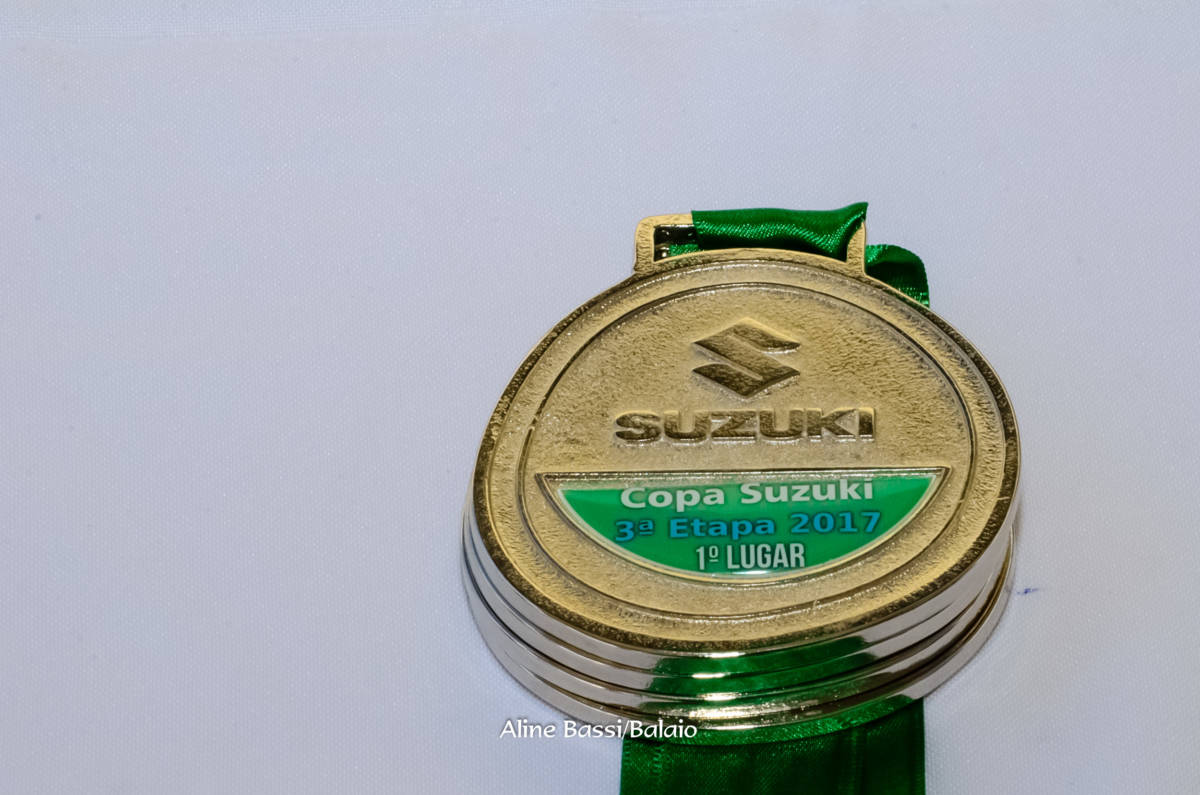 SUZUKI
Copa Suzuki
3ª Etapa 2017
1º LUGAR
Aline Bassi/Balaio